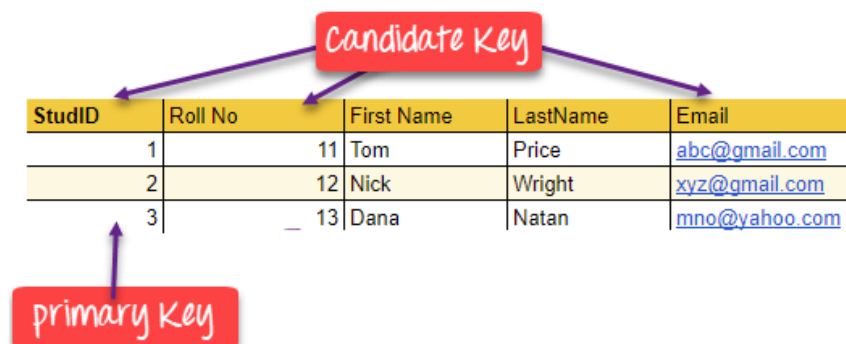 Candidate Key
StudID Roll No First Name LastName Email
1 11 Tom Price abc@gmail.com
2 12 Nick Wright xyz@gmail.com
3 13 Dana Natan mno@yahoo.com
primary Key